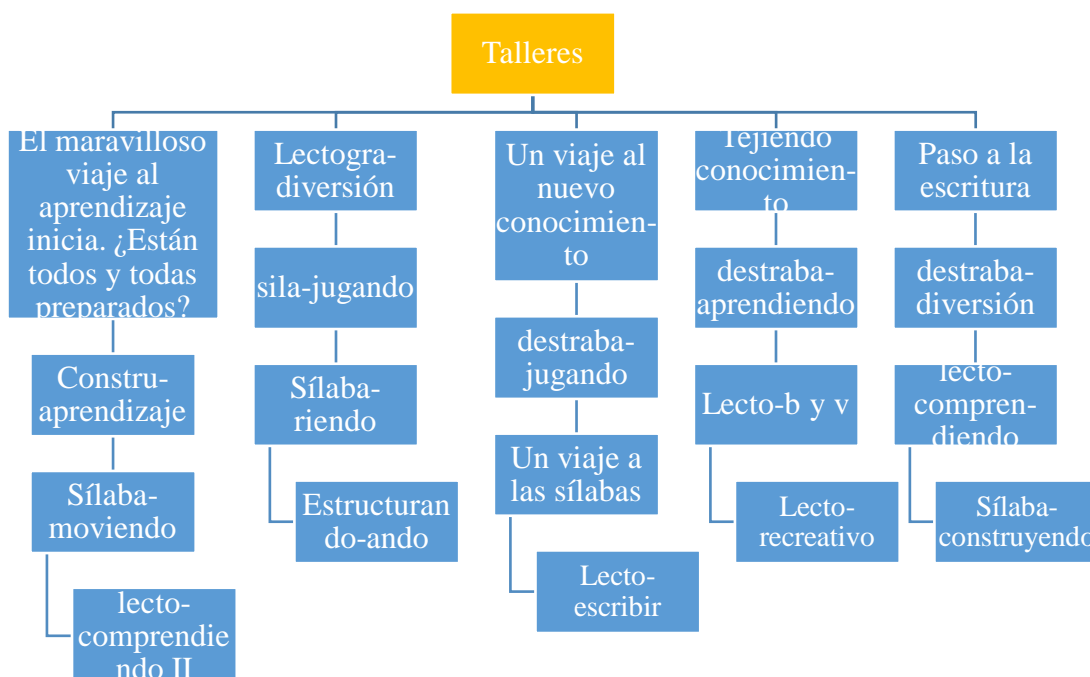 Talleres
El maravilloso
viaje al
aprendizaje
inicia. ¿Están
todos y todas
preparados?
Constru-
aprendizaje
Sílaba-
moviendo
lecto-
comprendie
ndo II
Lectogra-
diversión
sila-jugando
Sílaba-
riendo
Estructuran
do-ando
Un viaje al
nuevo
conocimien-
to
destraba-
jugando
Un viaje a
las sílabas
Lecto-
escribir
Tejiendo
conocimien-
to
destraba-
aprendiendo
Lecto-b y v
Lecto-
recreativo
Paso a la
escritura
destraba-
diversión
lecto-
compren-
diendo
Sílaba-
construyendo